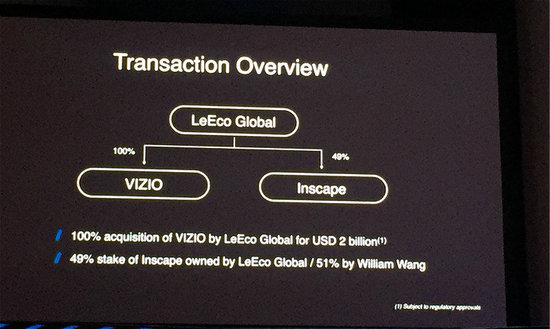 Transaction Overview
LeEco Global
100%
49%
VIZIO
Inscape
100% acquisition of VIZIO by LeEco Global for USD 2 billion(1)
49% stake of Inscape owned by LeEco Global / 51% by William Wang
(1) Subject to regulatory approvals